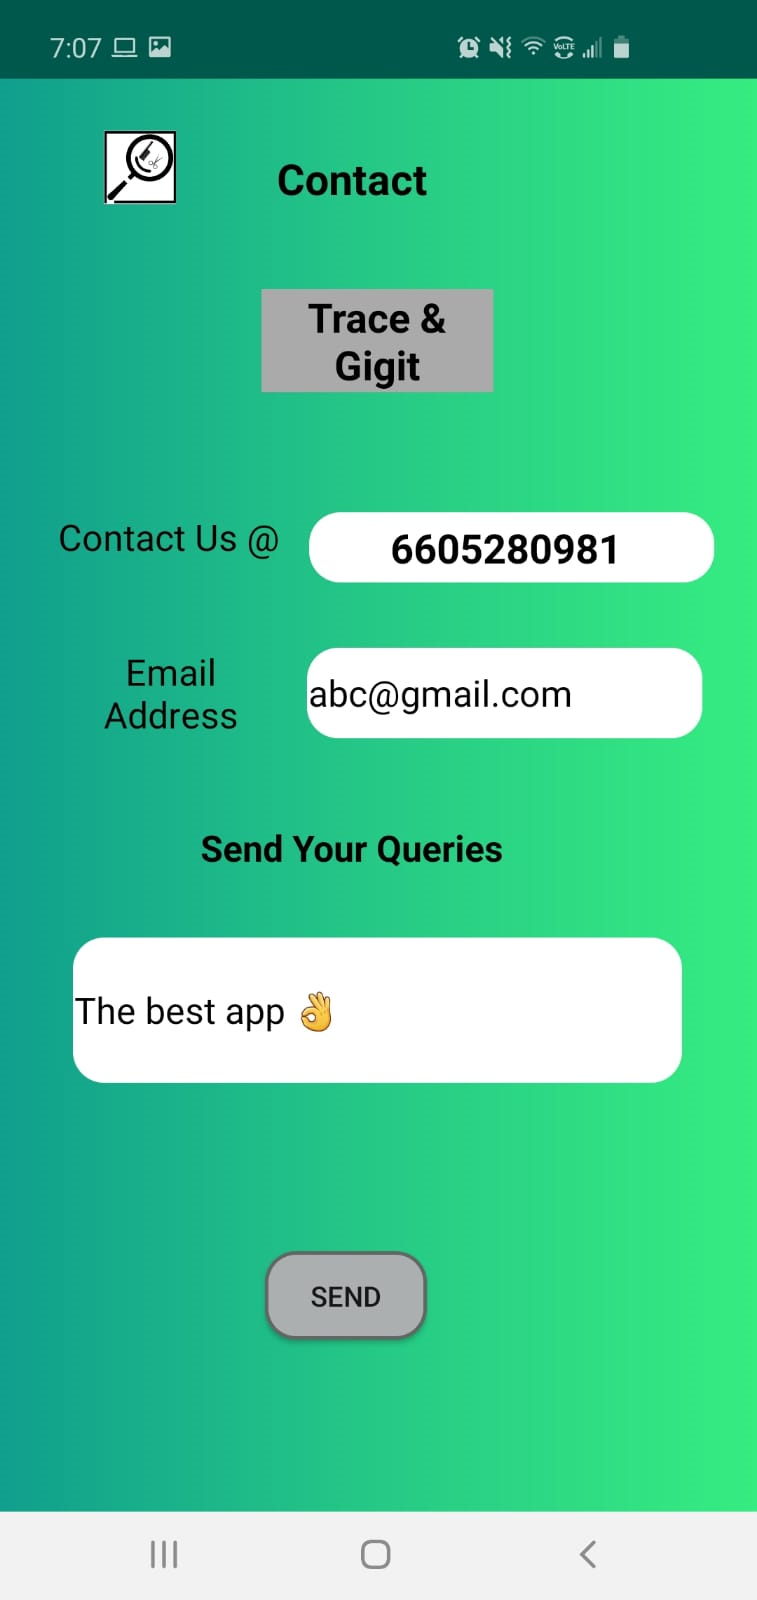 7:07
VoLTE
Contact
Trace &
Gigit
Contact Us @
6605280981
Email
Address
abc@gmail.com
Send Your Queries
The best app 👌
SEND